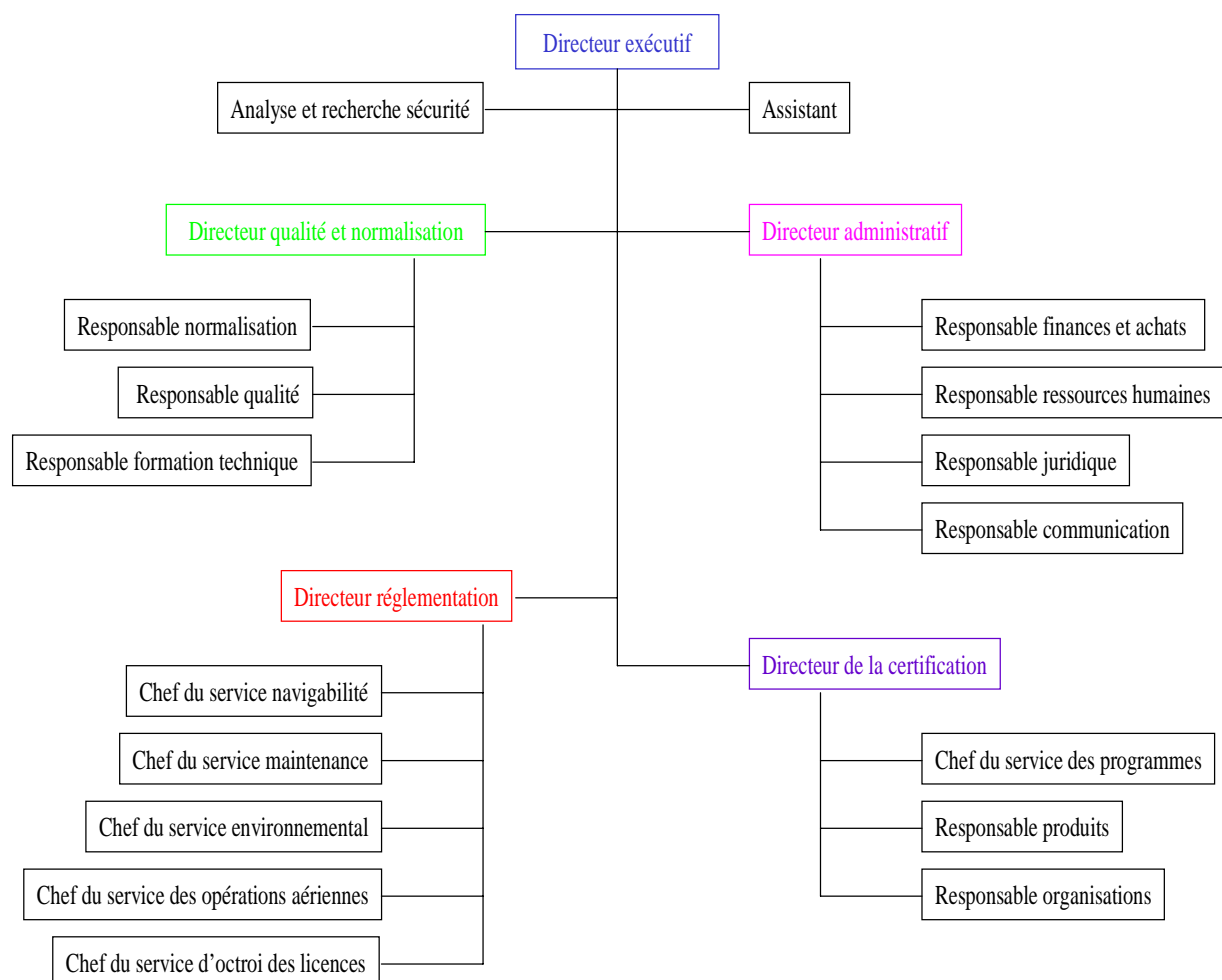 Directeur exécutif
Analyse et recherche sécurité
Assistant
Directeur qualité et normalisation
Directeur administratif
Responsable normalisation
Responsable qualité
Responsable formation technique
Responsable finances et achats
Responsable ressources humaines
Responsable juridique
Responsable communication
Directeur réglementation
Chef du service navigabilité
Chef du service maintenance
Chef du service environnemental
Chef du service des opérations aériennes
Chef du service d’octroi des licences
Directeur de la certification
Chef du service des programmes
Responsable produits
Responsable organisations